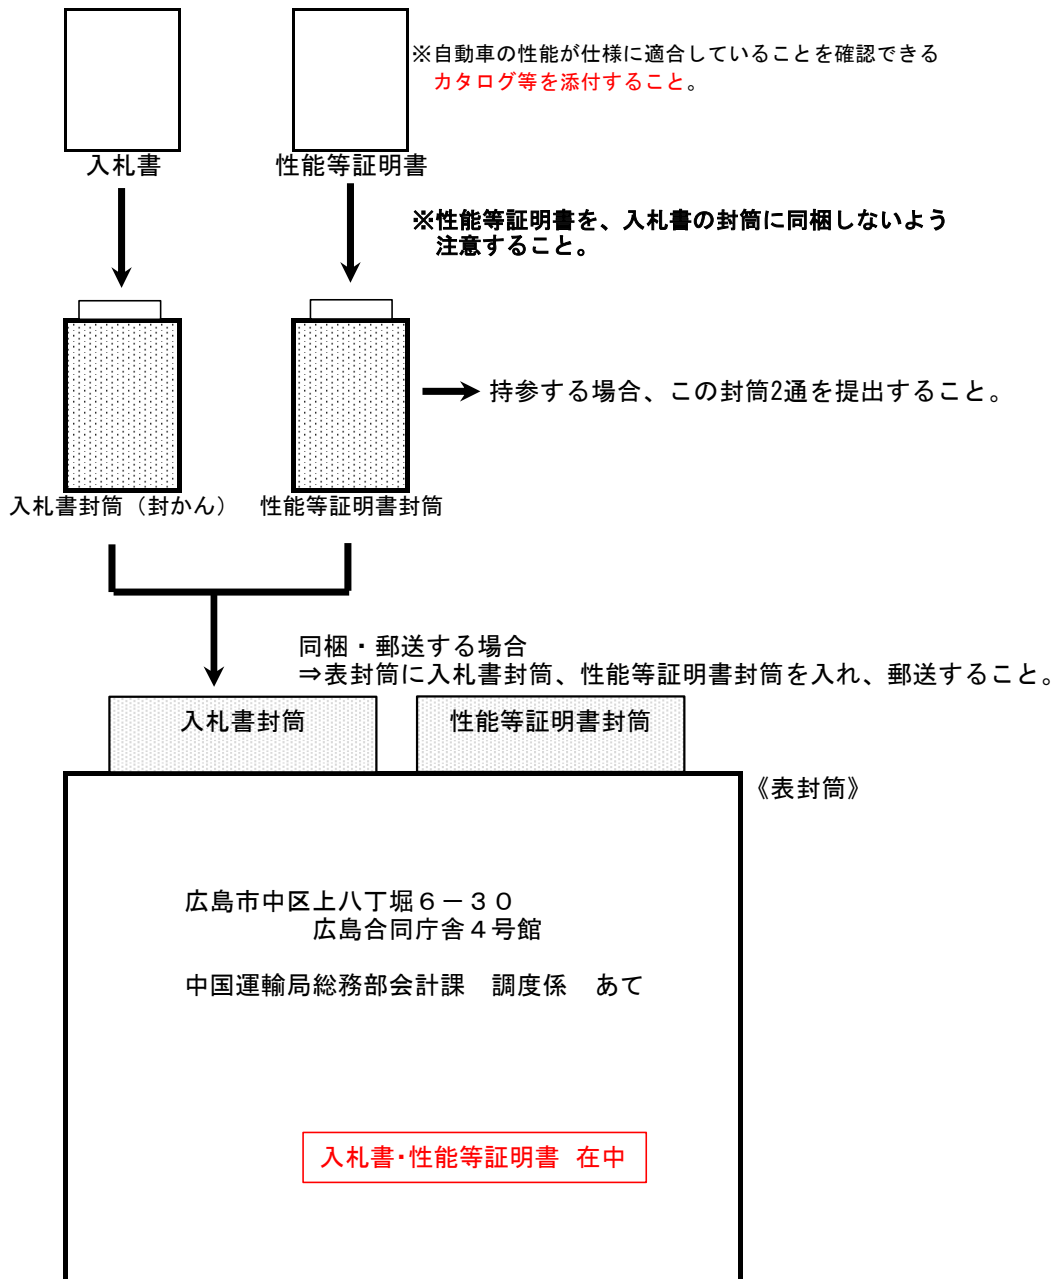 ※自動車の性能が仕様に適合していることを確認できる
カタログ等を添付すること。
入札書
性能等証明書
※性能等証明書を、入札書の封筒に同梱しないよう
注意すること。
持参する場合、この封筒2通を提出すること。
入札書封筒（封かん）
性能等証明書封筒
同梱・郵送する場合
⇒表封筒に入札書封筒、性能等証明書封筒を入れ、郵送すること。
入札書封筒
性能等証明書封筒
《表封筒》
広島市中区上八丁堀６－３０
広島合同庁舎４号館
中国運輸局総務部会計課　調度係　あて
入札書・性能等証明書 在中